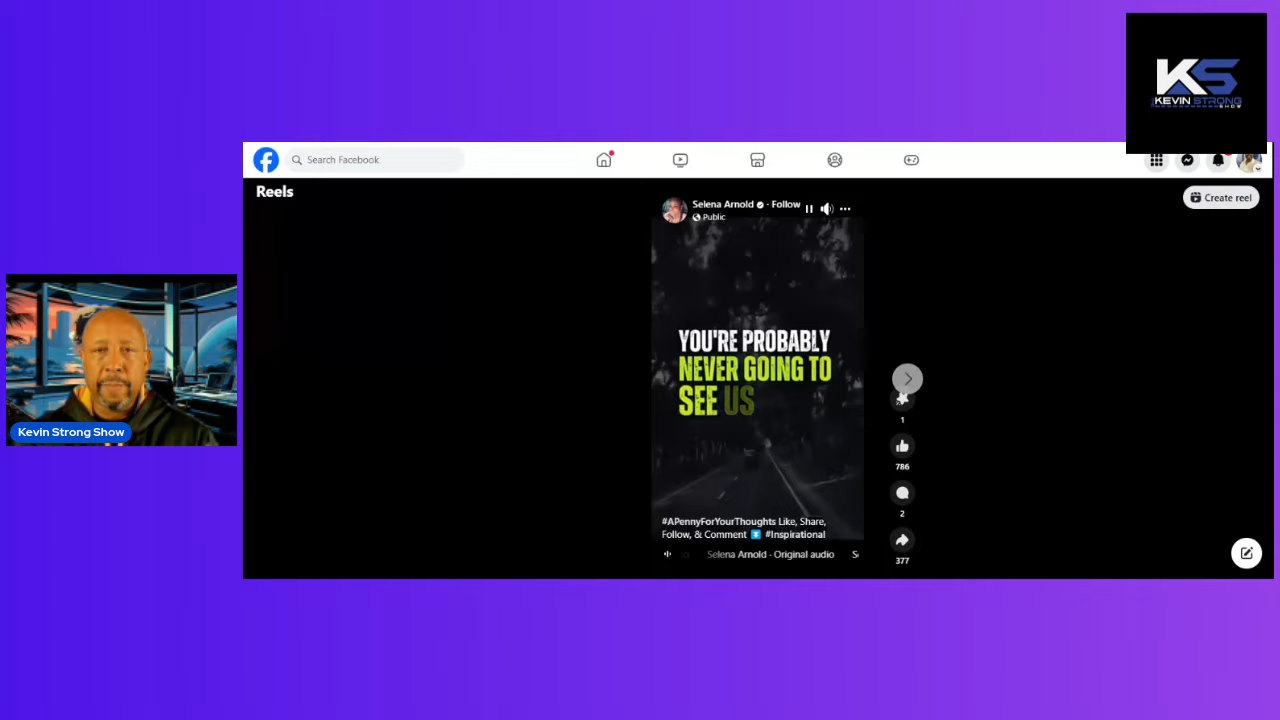 KS
KEVIN STRONG
SHOW
Search Facebook
Reels
Create reel
Selena Arnold · Follow
Public
YOU'RE PROBABLY
NEVER GOING TO
SEE US
1
786
2
377
#APennyForYourThoughts Like, Share,
Follow, & Comment #Inspirational
Selena Arnold · Original audio
Kevin Strong Show